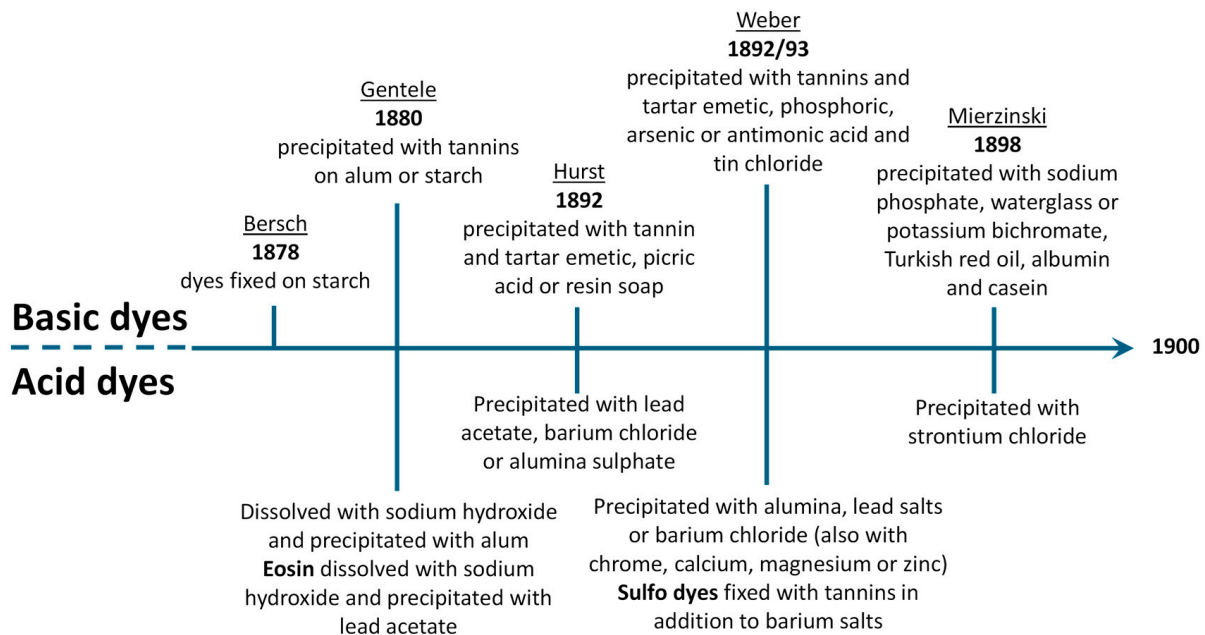 Weber
1892/93
precipitated with tannins and
tartar emetic, phosphoric,
arsenic or antimonic acid and
tin chloride
Gentele
1880
precipitated with tannins
on alum or starch
Mierzinski
1898
precipitated with sodium
phosphate, waterglass or
potassium bichromate,
Turkish red oil, albumin
and casein
Hurst
1892
precipitated with tannin
and tartar emetic, picric
acid or resin soap
Bersch
1878
dyes fixed on starch
Basic dyes
1900
Acid dyes
Precipitated with lead
acetate, barium chloride
or alumina sulphate
Precipitated with
strontium chloride
Dissolved with sodium hydroxide
and precipitated with alum
Eosin dissolved with sodium
hydroxide and precipitated with
lead acetate
Precipitated with alumina, lead salts
or barium chloride (also with
chrome, calcium, magnesium or zinc)
Sulfo dyes fixed with tannins in
addition to barium salts